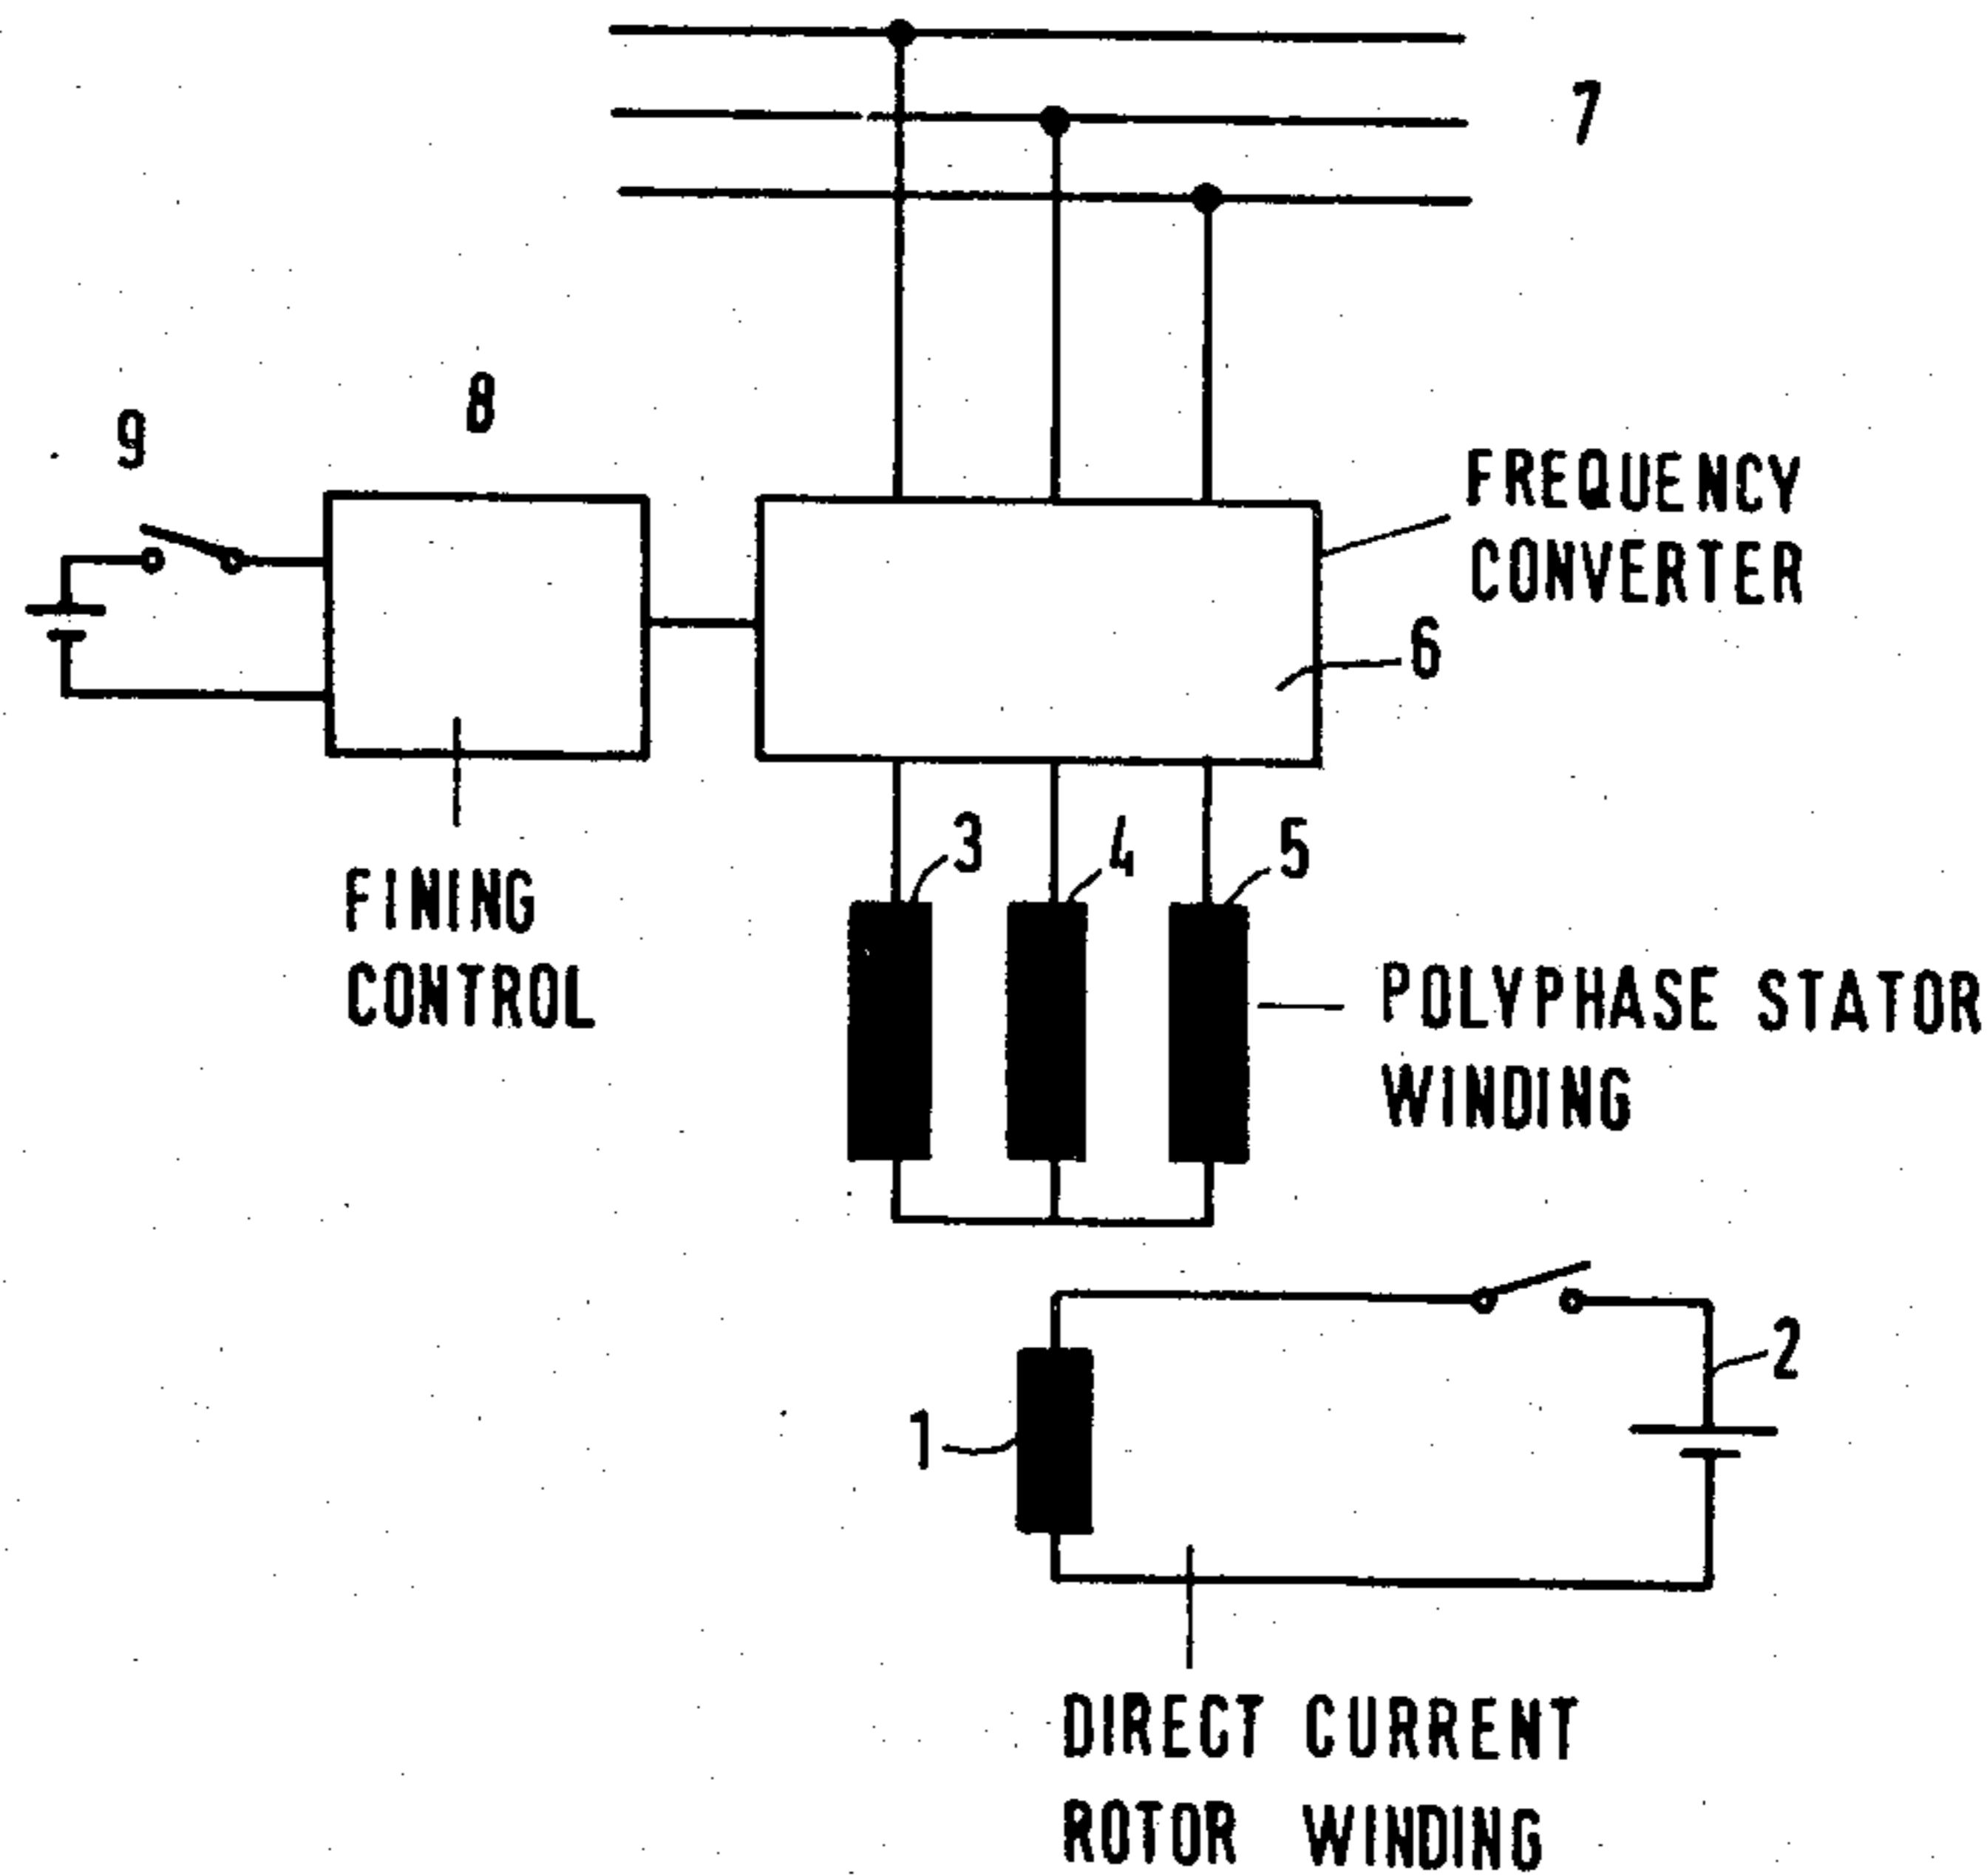 7
8
9
FREQUENCY
CONVERTER
6
3
4
5
FINING
CONTROL
POLYPHASE STATOR
WINDING
2
1
DIRECT CURRENT
ROTOR WINDING